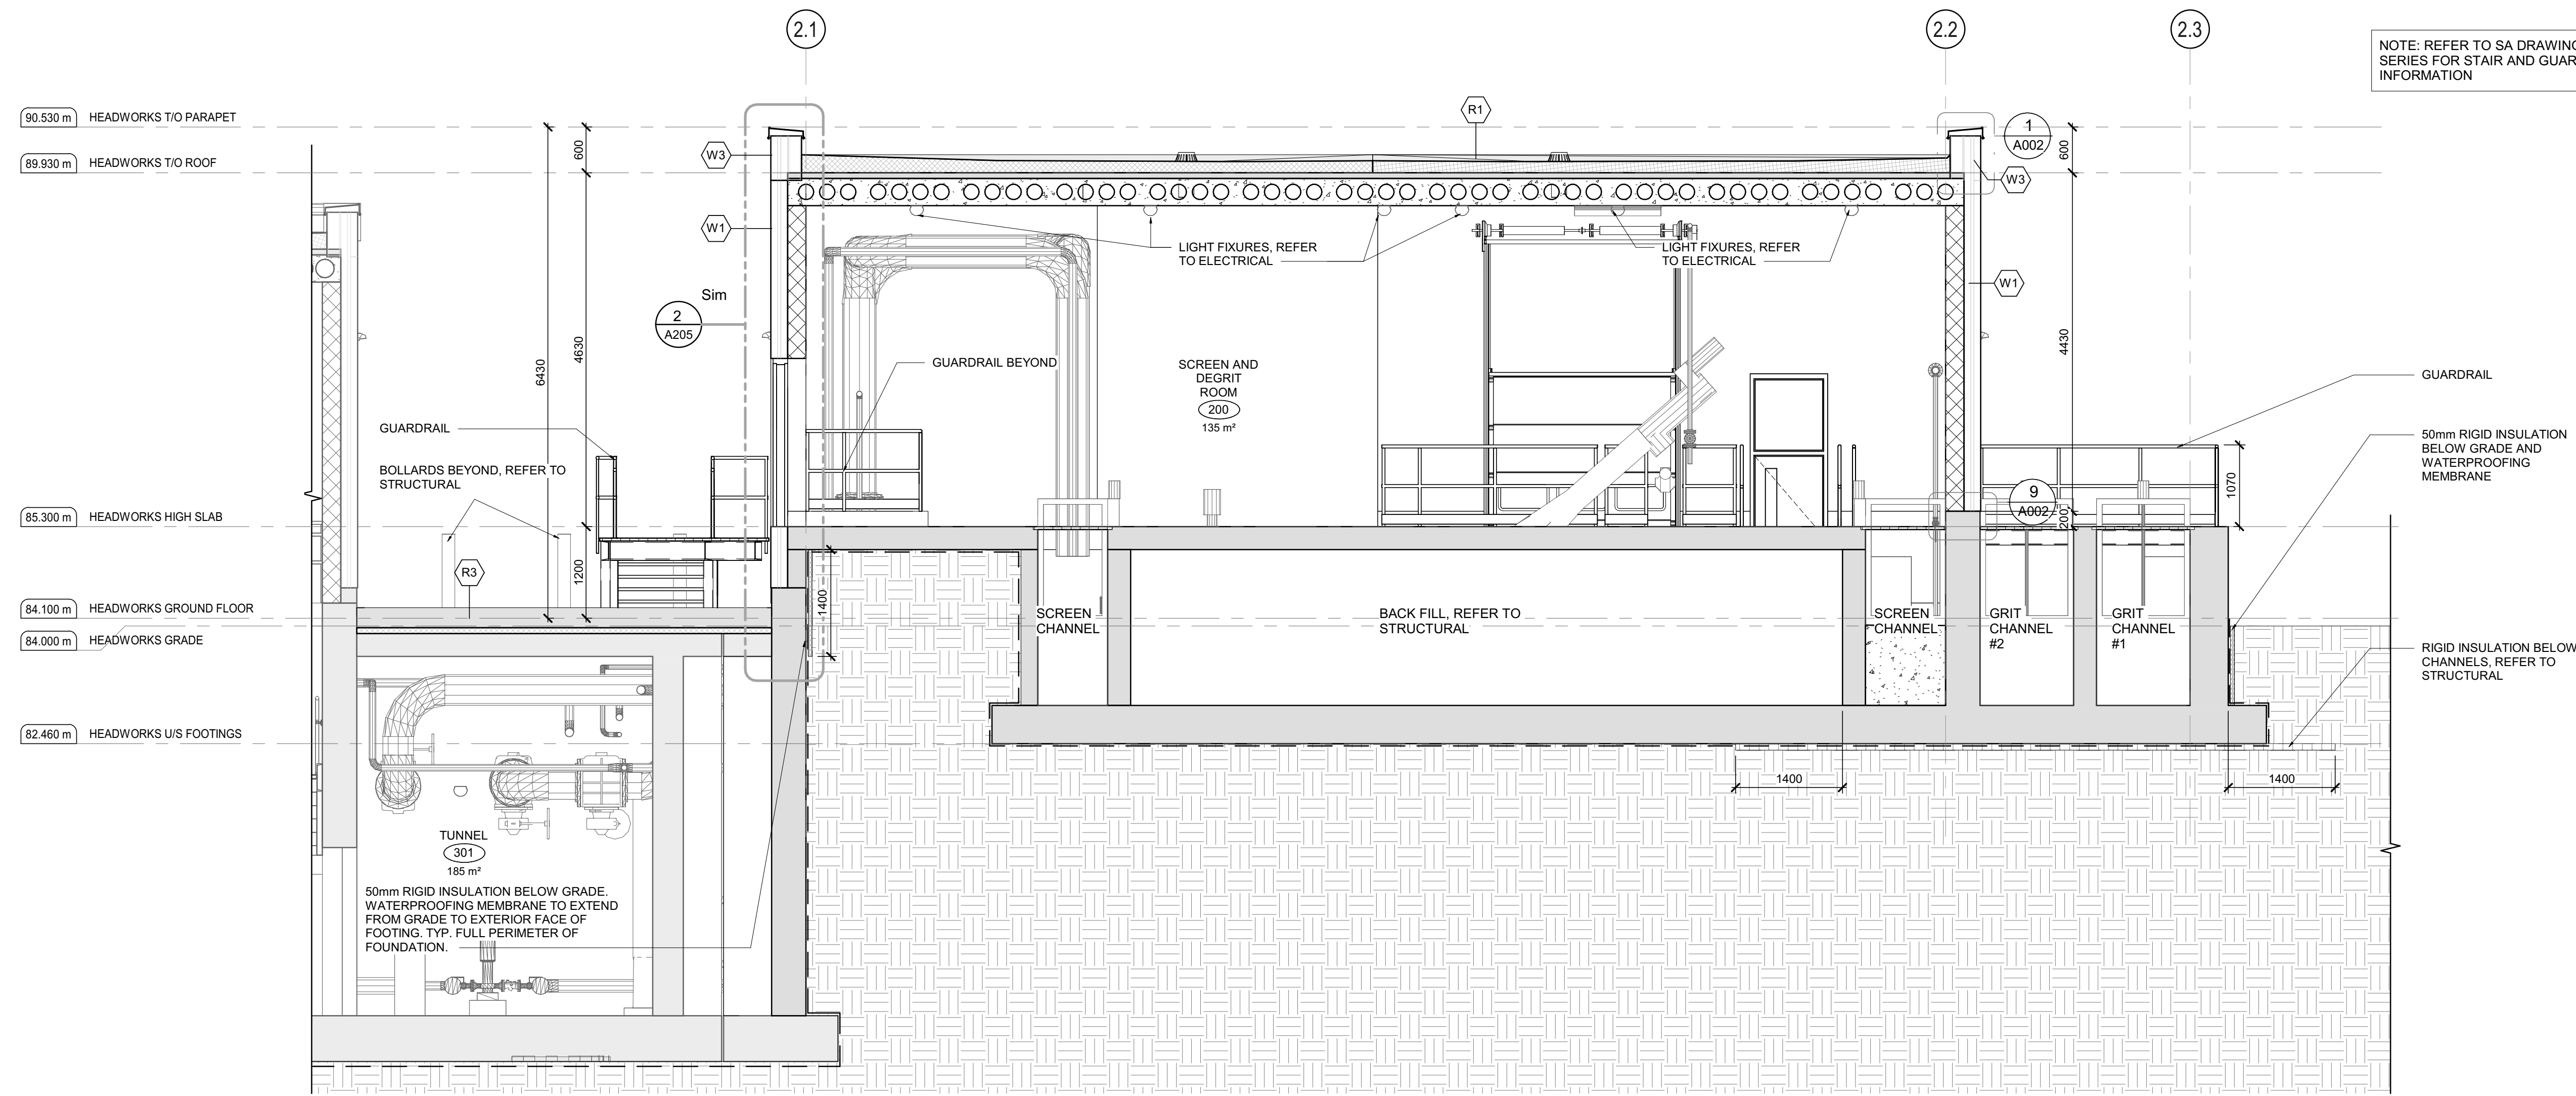 2.1
2.2
2.3
NOTE: REFER TO SA DRAWING
SERIES FOR STAIR AND GUAR
INFORMATION
90.530 m HEADWORKS T/O PARAPET
89.930 m HEADWORKS T/O ROOF
85.300 m HEADWORKS HIGH SLAB
84.100 m HEADWORKS GROUND FLOOR
84.000 m HEADWORKS GRADE
82.460 m HEADWORKS U/S FOOTINGS
R1
W3
W1
1
A002
W3
W1
600
4630
6430
1200
600
4430
200
1070
Sim
2
A205
LIGHT FIXURES, REFER
TO ELECTRICAL
LIGHT FIXURES, REFER
TO ELECTRICAL
GUARDRAIL BEYOND
SCREEN AND
DEGRIT
ROOM
200
135 m²
GUARDRAIL
BOLLARDS BEYOND, REFER TO
STRUCTURAL
R3
GUARDRAIL
50mm RIGID INSULATION
BELOW GRADE AND
WATERPROOFING
MEMBRANE
9
A002
1400
SCREEN
CHANNEL
BACK FILL, REFER TO
STRUCTURAL
SCREEN
CHANNEL
GRIT
CHANNEL
#2
GRIT
CHANNEL
#1
RIGID INSULATION BELOW
CHANNELS, REFER TO
STRUCTURAL
1400
1400
TUNNEL
301
185 m²
50mm RIGID INSULATION BELOW GRADE.
WATERPROOFING MEMBRANE TO EXTEND
FROM GRADE TO EXTERIOR FACE OF
FOOTING. TYP. FULL PERIMETER OF
FOUNDATION.